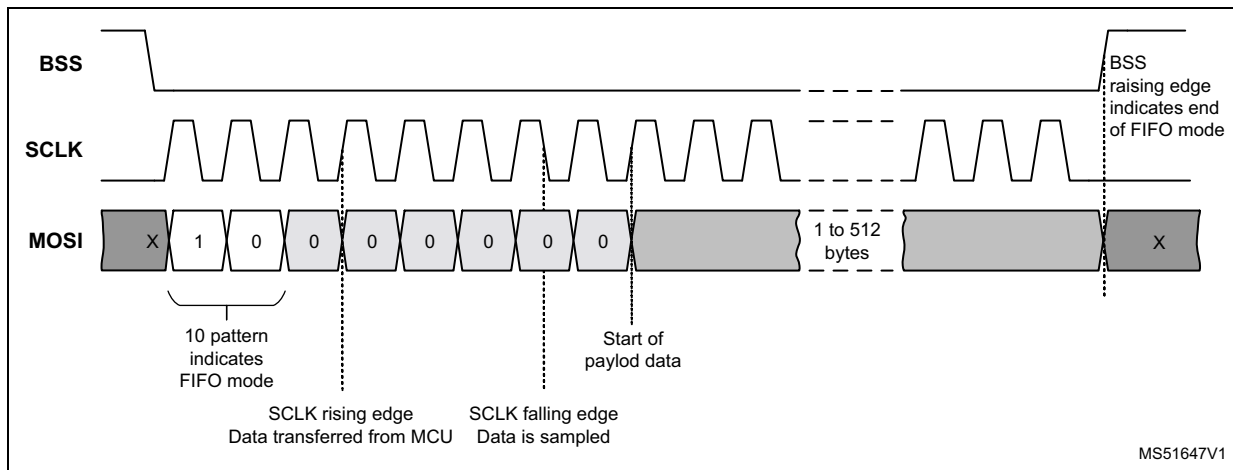 BSS
BSS
raising edge
indicates end
of FIFO mode
SCLK
MOSI
X
1
0
0
0
0
0
0
0
1 to 512
bytes
X
10 pattern
indicates
FIFO mode
Start of
paylod data
SCLK rising edge
Data transferred from MCU
SCLK falling edge
Data is sampled
MS51647V1